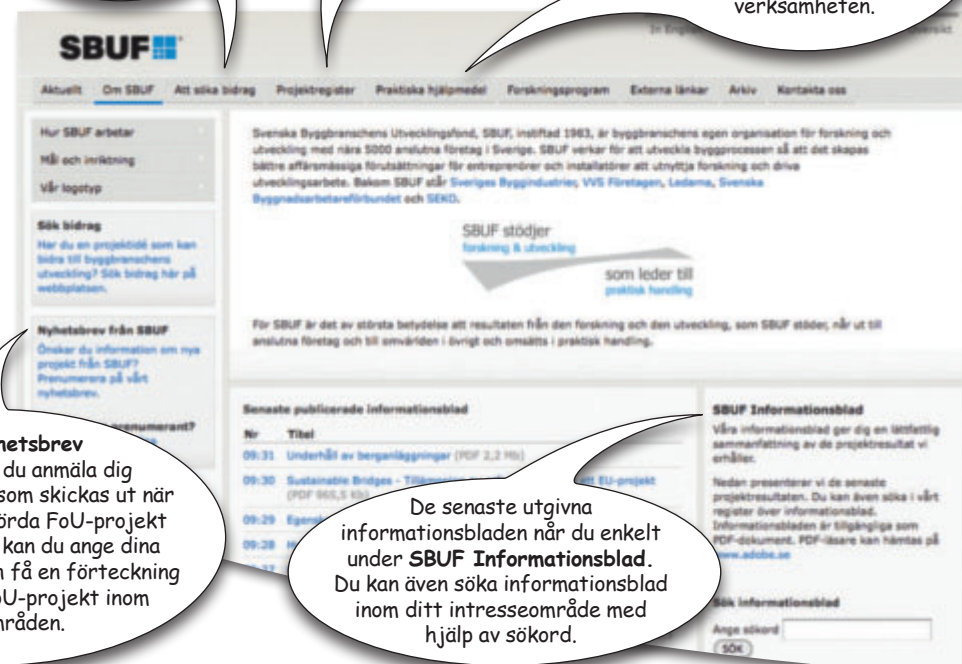 verksamheten.
SBUF
In
Aktuellt Om SBUF Att söka bidrag Projektregister Praktiska hjälpmedel Forskningsprogram Externa länkar Arkiv Kontakta oss
Hur SBUF arbetar
Mål och inriktning
Vår logotyp
Sök bidrag
Har du en projektidé som kan
bidra till byggbranschens
utveckling? Sök bidrag här på
webbplatsen.
Nyhetsbrev från SBUF
Önskar du information om nya
projekt från SBUF?
Prenumerera på vårt
nyhetsbrev.
prenumerant?
Svenska Byggbranschens Utvecklingsfond, SBUF, instiftad 1983, är byggbranschens egen organisation för forskning och
utveckling med nära 5000 anslutna företag i Sverige. SBUF verkar för att utveckla byggprocessen så att det skapas
bättre affärsmässiga förutsättningar för entreprenörer och installatörer att utnyttja forskning och driva
utvecklingsarbete. Bakom SBUF står Sveriges Byggindustrier, VVS Företagen, Ledarna, Svenska
Byggnadsarbetareförbundet och SEKO.
SBUF stödjer
forskning & utveckling
som leder till
praktisk handling
För SBUF är det av största betydelse att resultaten från den forskning och den utveckling, som SBUF stöder, når ut till
anslutna företag och till omvärlden i övrigt och omsätts i praktisk handling.
Senaste publicerade informationsblad
Nr Titel
09:31 Underhåll av berganläggningar (PDF 2,2 Mb)
09:30 Sustainable Bridges - ett EU-projekt
(PDF 965,5 Kb)
09:29
09:28
SBUF Informationsblad
Våra informationsblad ger dig en lättfattlig
sammanfattning av de projektresultat vi
erhåller.
Nedan presenterar vi de senaste
projektresultaten. Du kan även söka i vårt
register över informationsblad.
Informationsbladen är tillgängliga som
PDF-dokument. PDF-läsare kan hämtas på
www.adobe.se
Sök informationsblad
Ange sökord
SÖK
hetsbrev
du anmäla dig
som skickas ut när
örda FoU-projekt
kan du ange dina
få en förteckning
oU-projekt inom
mråden.
De senaste utgivna
informationsbladen når du enkelt
under SBUF Informationsblad.
Du kan även söka informationsblad
inom ditt intresseområde med
hjälp av sökord.